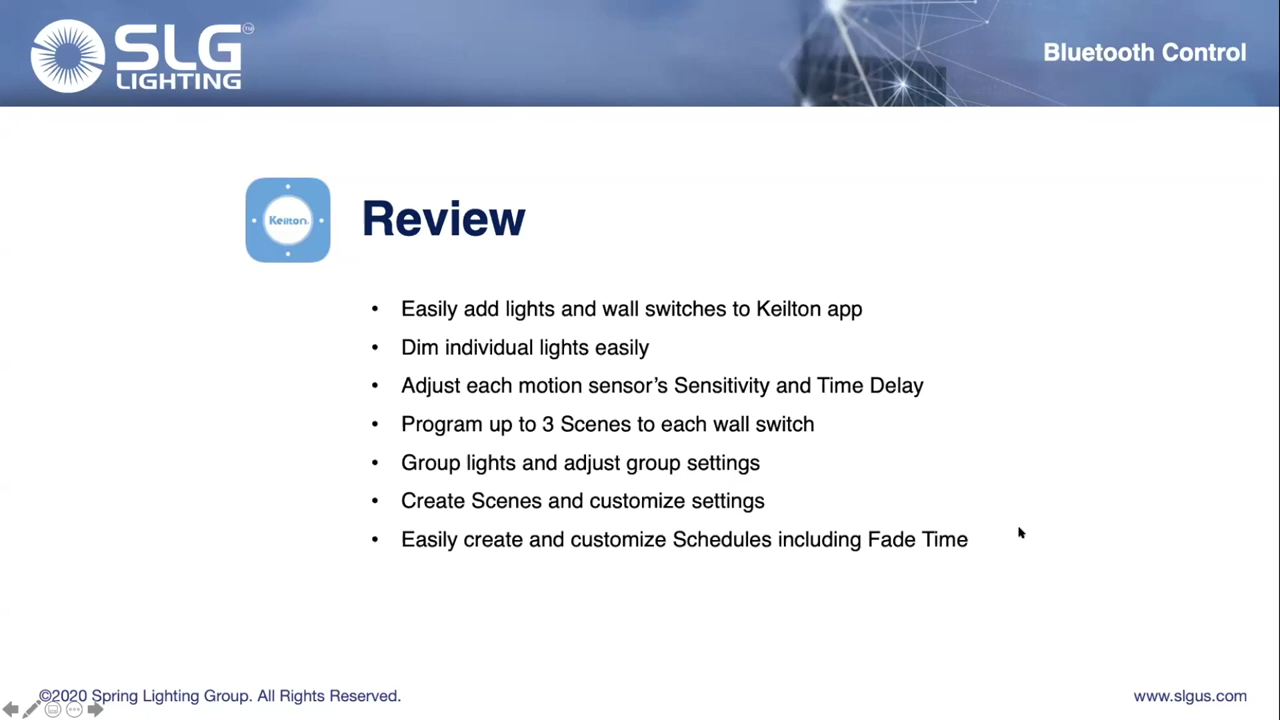 SLG TM
LIGHTING
Bluetooth Control
Keilton.
Review
• Easily add lights and wall switches to Keilton app
• Dim individual lights easily
• Adjust each motion sensor’s Sensitivity and Time Delay
• Program up to 3 Scenes to each wall switch
• Group lights and adjust group settings
• Create Scenes and customize settings
• Easily create and customize Schedules including Fade Time
©2020 Spring Lighting Group. All Rights Reserved.
www.slgus.com